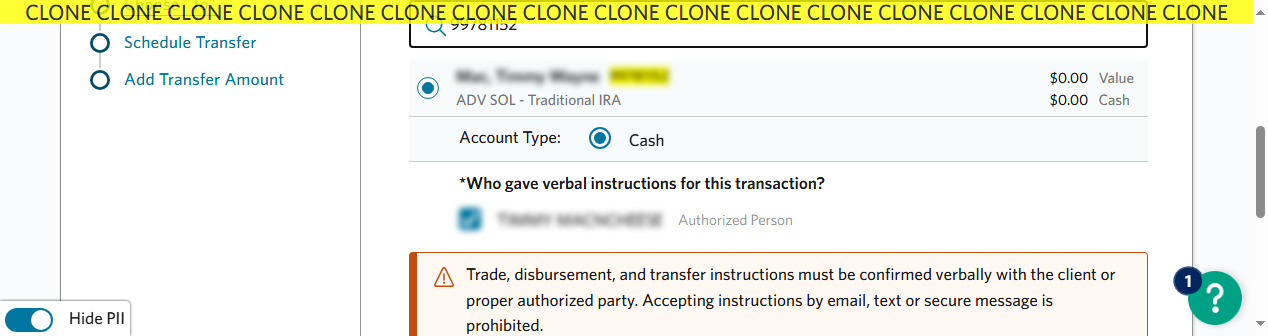 CLONE CLONE CLONE CLONE CLONE CLONE CLONE CLONE CLONE CLONE CLONE CLONE CLONE CLONE CLONE CLONE CLONE
Schedule Transfer
Add Transfer Amount
99781152
$0.00 Value
ADV SOL - Traditional IRA
$0.00 Cash
Account Type: Cash
*Who gave verbal instructions for this transaction?
TIMMY MACNCHEESE Authorized Person
Trade, disbursement, and transfer instructions must be confirmed verbally with the client or
proper authorized party. Accepting instructions by email, text or secure message is
prohibited.
1
?
Hide PII